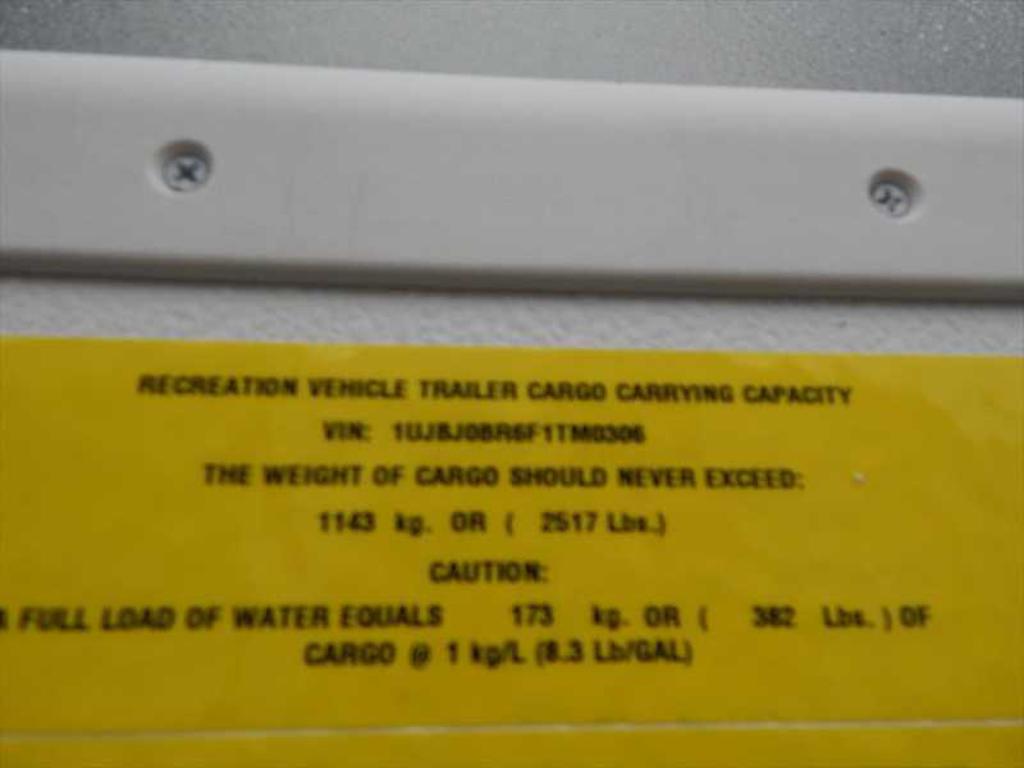 RECREATION VEHICLE TRAILER CARGO CARRYING CAPACITY
VIN: 1UJBJ0BR6F1TM0306
THE WEIGHT OF CARGO SHOULD NEVER EXCEED:
1143 kg. OR ( 2517 Lbs.)
CAUTION:
A FULL LOAD OF WATER EQUALS 173 kg. OR ( 382 Lbs. ) OF
CARGO @ 1 kg/L (8.3 Lb/GAL)